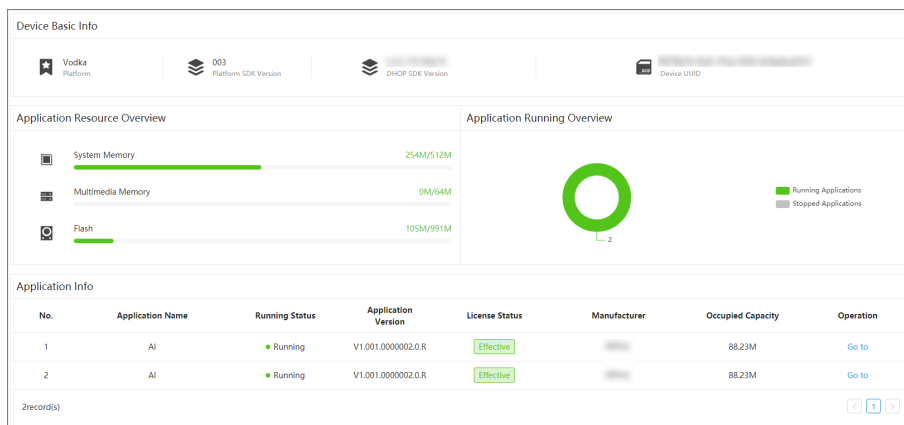 Device Basic Info
Vodka
Platform
003
Platform SDK Version
DHOP SDK Version
Device UUID
Application Resource Overview
System Memory 254M/512M
Multimedia Memory 0M/64M
Flash 105M/991M
Application Running Overview
2
Running Applications
Stopped Applications
Application Info
No. Application Name Running Status Application Version License Status Manufacturer Occupied Capacity Operation
1 AI Running V1.001.0000002.0.R Effective 88.23M Go to
2 AI Running V1.001.0000002.0.R Effective 88.23M Go to
2record(s)
< 1 >